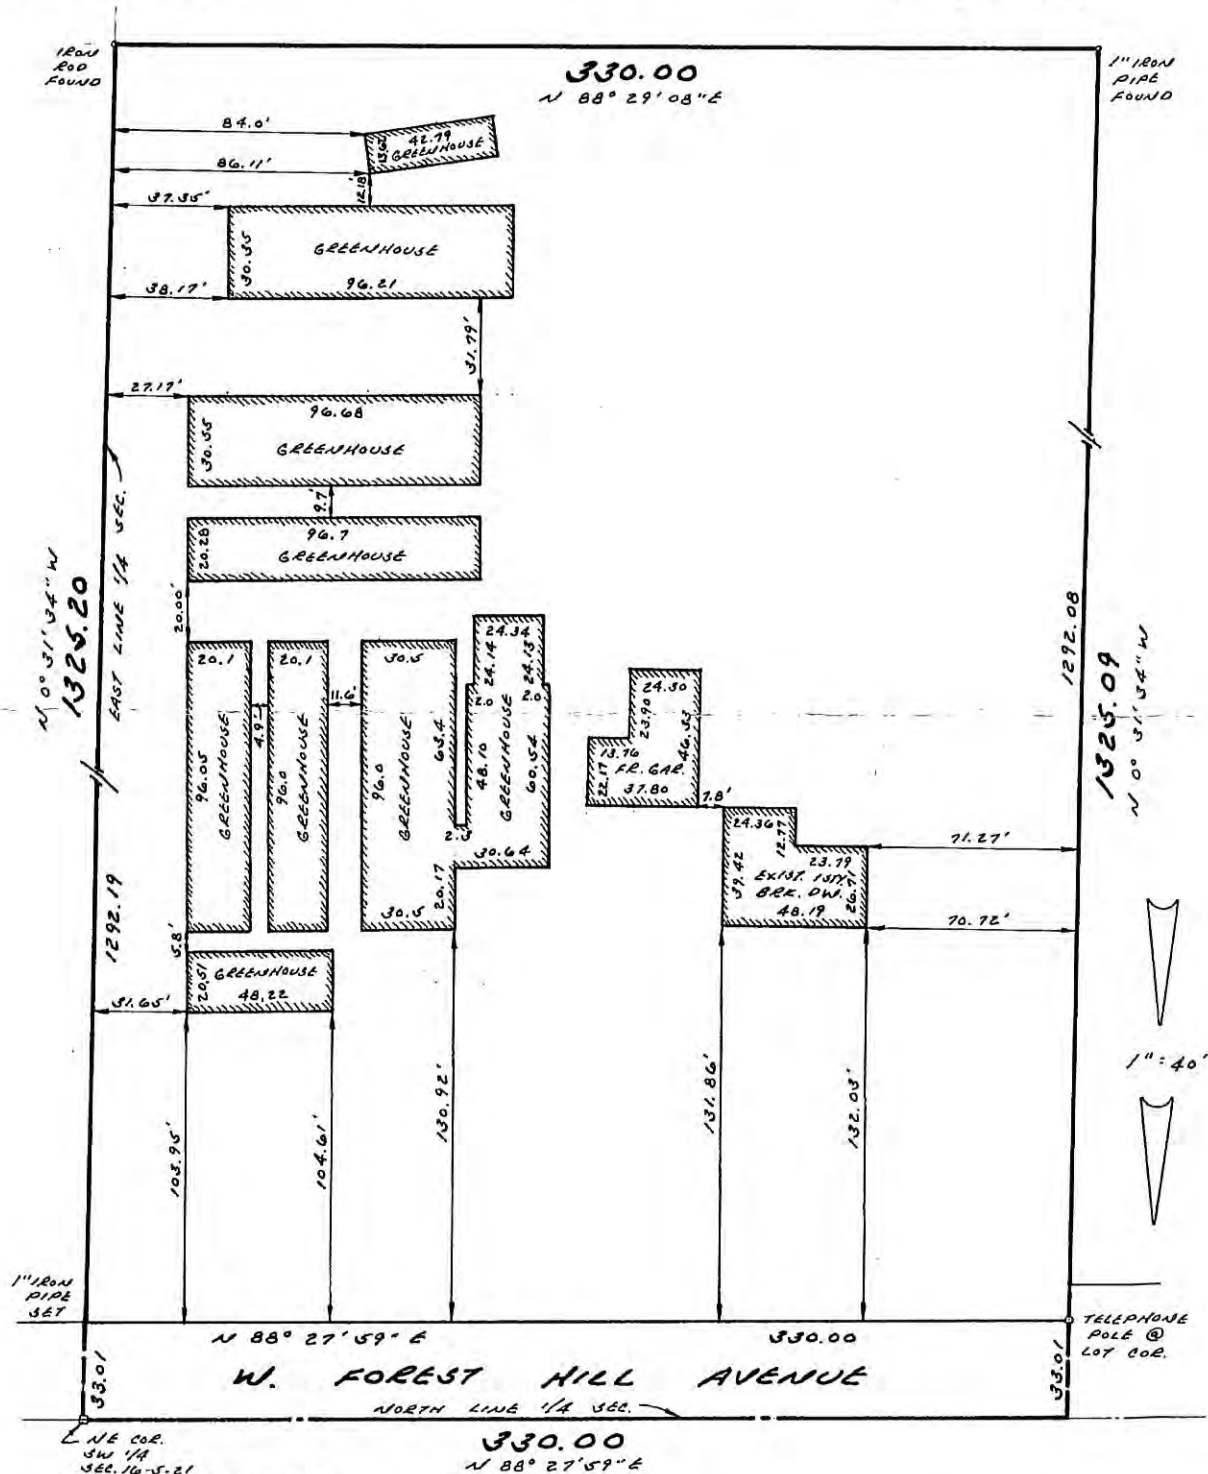 IRON
ROD
FOUND
330.00
N 88° 29' 08" E
1" IRON
PIPE
FOUND
84.0'
42.79
13.62
GREENHOUSE
86.11'
12.18'
37.35'
30.35
GREENHOUSE
96.21
38.17'
31.79'
27.17'
96.68
30.55
GREENHOUSE
9.7'
96.7
20.28
GREENHOUSE
20.00'
N 0° 31' 34" W
1325.20
EAST LINE 1/4 SEC.
1292.19
20.1
96.05
GREENHOUSE
4.9'
20.1
96.0
GREENHOUSE
11.6'
30.5
96.0
GREENHOUSE
63.4
30.5
20.17
24.34
24.14
24.13
2.0
2.0
48.10
GREENHOUSE
60.54
2.5
30.64
24.30
23.90
46.33
13.76
FR. GAR.
22.17
37.80
7.8'
24.36
12.77
39.42
23.79
EXIST. 1 STY.
BRK. DW.
26.71
48.19
71.27'
70.72'
1292.08
1325.09
N 0° 31' 34" W
5.8'
20.51
GREENHOUSE
48.22
31.65'
103.95'
104.61'
130.92'
131.86'
132.03'
1" = 40'
1" IRON
PIPE
SET
N 88° 27' 59" E
330.00
TELEPHONE
POLE @
LOT COR.
33.01
W. FOREST HILL AVENUE
33.01
NORTH LINE 1/4 SEC.
NE COR.
SW 1/4
SEC. 16-5-21
330.00
N 88° 27' 59" E